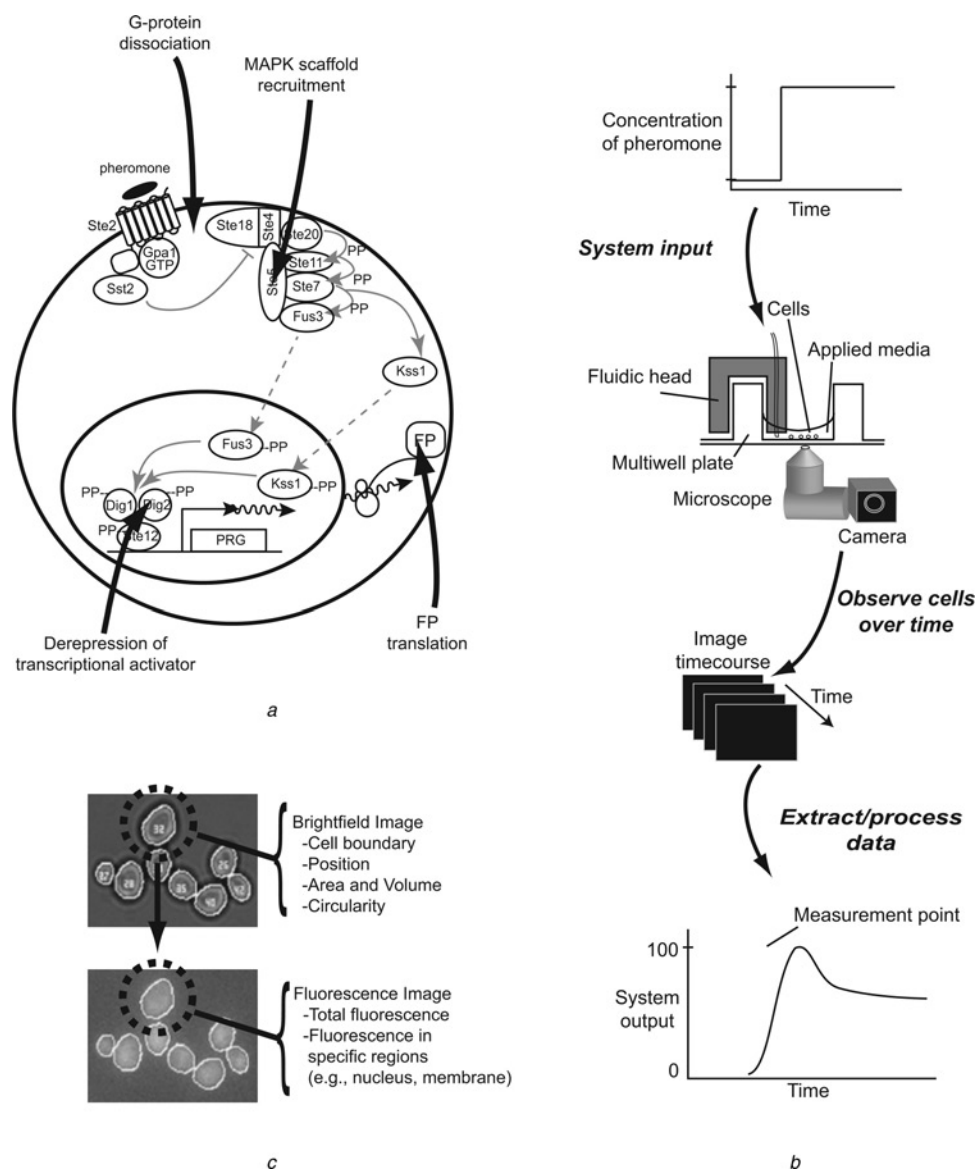 G-protein
dissociation
MAPK scaffold
recruitment
pheromone
Ste2
Ste18
Ste4
Ste20
PP
Gpa1
GTP
Ste11
Ste5
PP
Sst2
Ste7
PP
Fus3
Kss1
Fus3
-PP
FP
Kss1
-PP
PP-
-PP
Dig1
Dig2
PP
Ste12
PRG
Derepression of
transcriptional activator
FP
translation
a
Concentration
of pheromone
Time
System input
Cells
Applied media
Fluidic head
Multiwell plate
Microscope
Camera
Observe cells
over time
Image
timecourse
Time
Extract/process
data
Measurement point
100
System
output
0
Time
b
32
Brightfield Image
-Cell boundary
-Position
-Area and Volume
-Circularity
Fluorescence Image
-Total fluorescence
-Fluorescence in
specific regions
(e.g., nucleus, membrane)
c